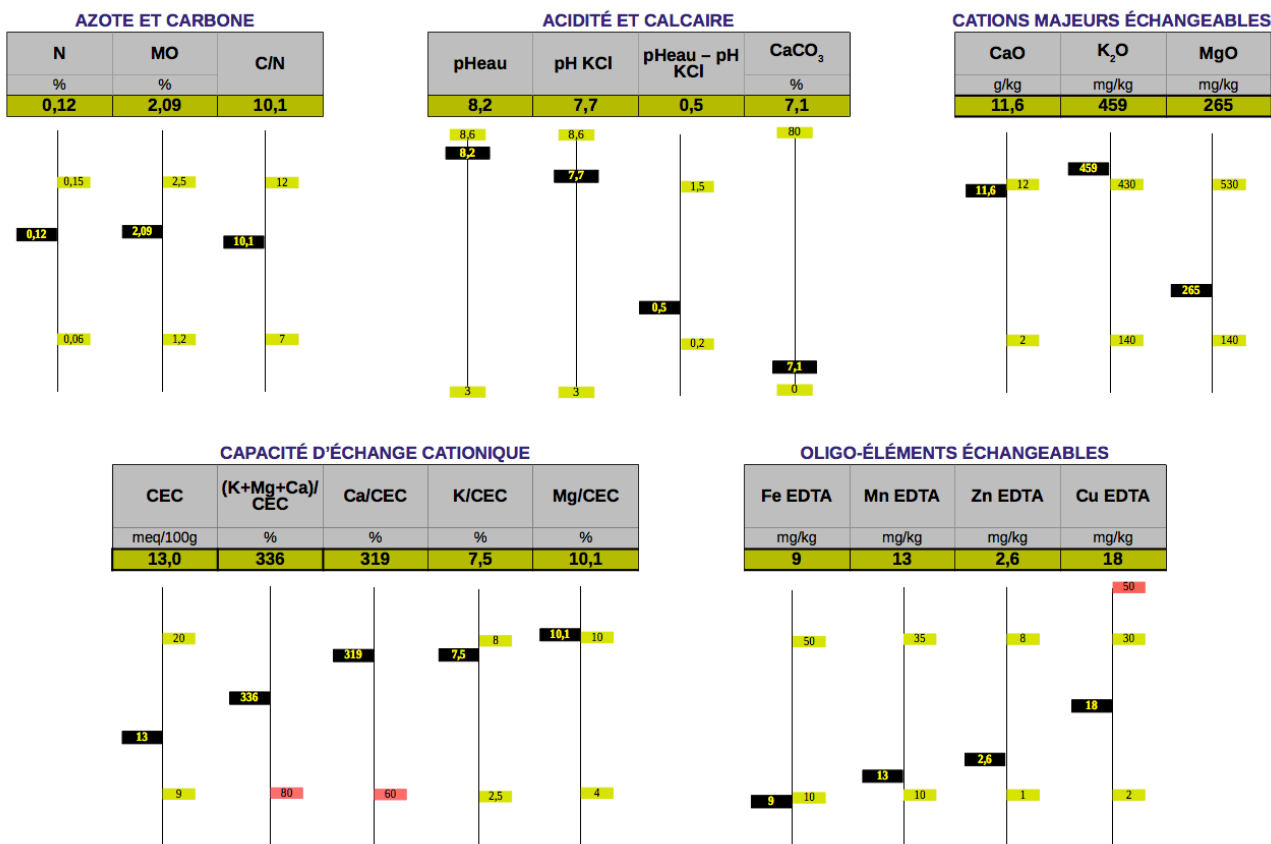 AZOTE ET CARBONE
N MO C/N
% %
0,12 2,09 10,1
0,15 2,5 12
0,12 2,09 10,1
0,06 1,2 7
ACIDITÉ ET CALCAIRE
pHeau pH KCl pHeau – pH KCl CaCO3
%
8,2 7,7 0,5 7,1
8,6 8,6 80
8,2
7,7 1,5
0,5
0,2
7,1
3 3 0
CATIONS MAJEURS ÉCHANGEABLES
CaO K2O MgO
g/kg mg/kg mg/kg
11,6 459 265
459
11,6 12 430 530
265
2 140 140
CAPACITÉ D’ÉCHANGE CATIONIQUE
CEC (K+Mg+Ca)/ CEC Ca/CEC K/CEC Mg/CEC
meq/100g % % % %
13,0 336 319 7,5 10,1
20 8 10,1 10
319 7,5
336
13
9 80 60 2,5 4
OLIGO-ÉLÉMENTS ÉCHANGEABLES
Fe EDTA Mn EDTA Zn EDTA Cu EDTA
mg/kg mg/kg mg/kg mg/kg
9 13 2,6 18
50
50 35 8 30
18
2,6
13
9 10 10 1 2